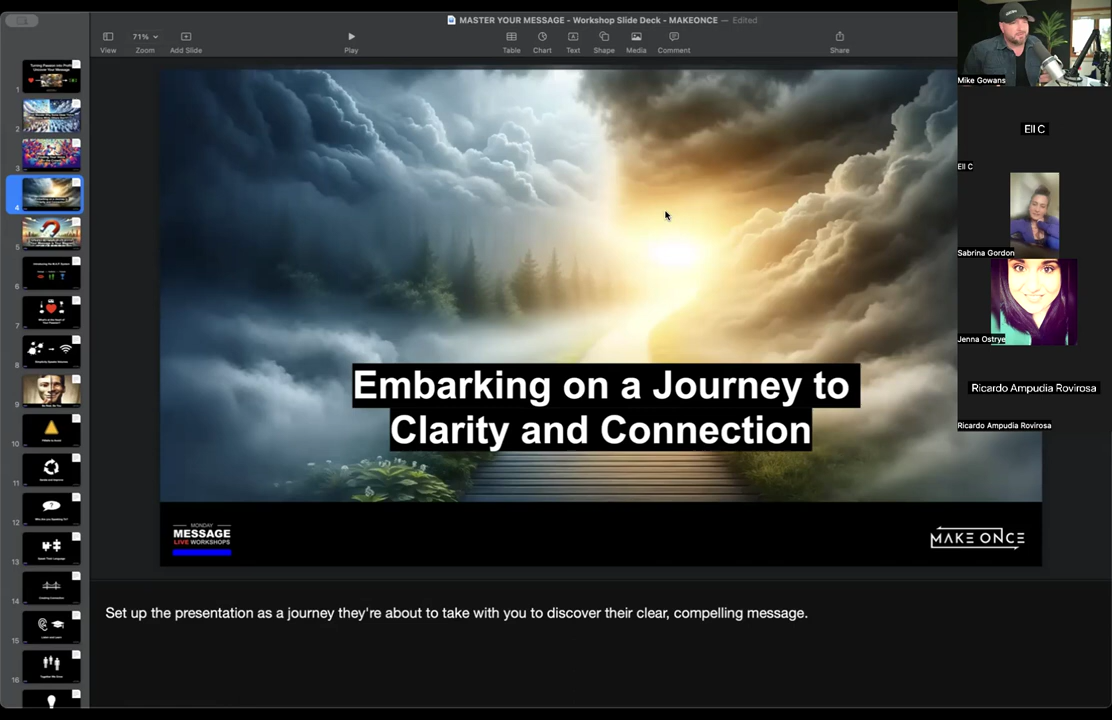 MASTER YOUR MESSAGE - Workshop Slide Deck - MAKEONCE — Edited
71%
View
Zoom
Add Slide
Play
Table
Chart
Text
Shape
Media
Comment
Share
Mike Gowans
Ell C
Ell C
Sabrina Gordon
Jenna Ostrye
Ricardo Ampudia Rovirosa
Ricardo Ampudia Rovirosa
Embarking on a Journey to
Clarity and Connection
MONDAY
MESSAGE
LIVE WORKSHOPS
MAKE ONCE
Set up the presentation as a journey they're about to take with you to discover their clear, compelling message.
1
2
3
4
5
6
7
8
9
10
11
12
13
14
15
16